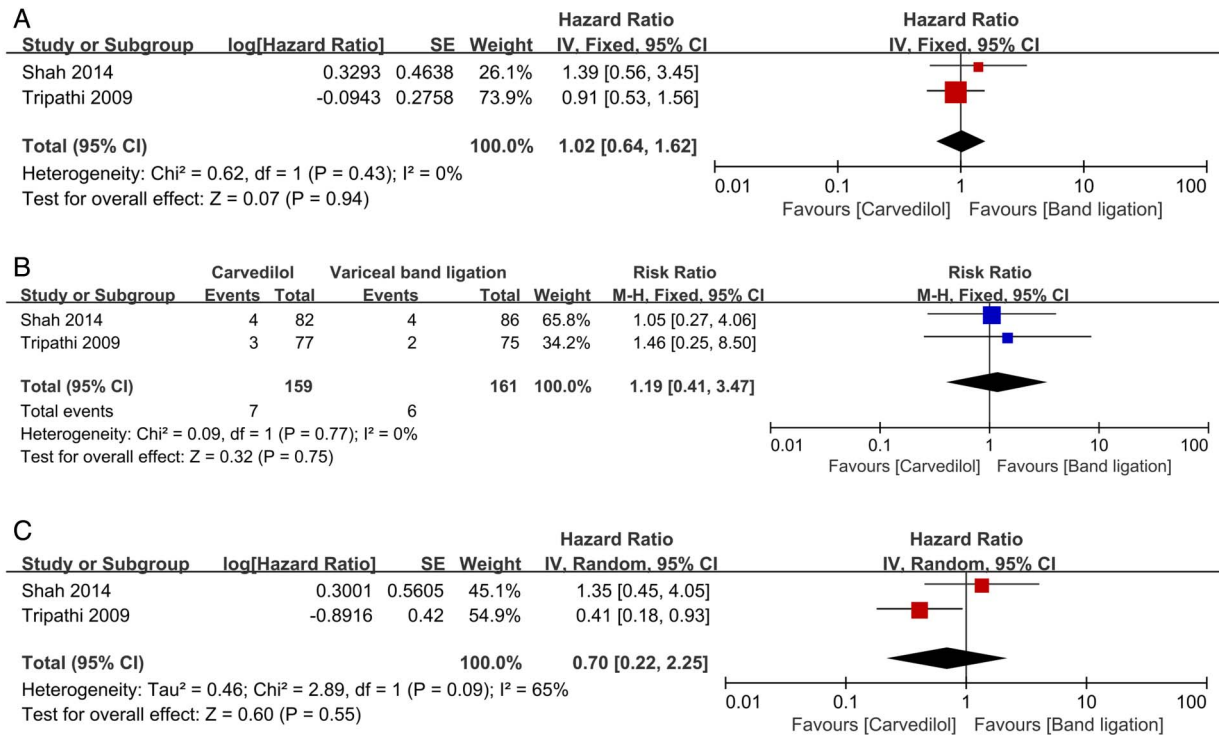 A
Hazard Ratio Hazard Ratio
Study or Subgroup log[Hazard Ratio] SE Weight IV, Fixed, 95% CI IV, Fixed, 95% CI
Shah 2014 0.3293 0.4638 26.1% 1.39 [0.56, 3.45]
Tripathi 2009 -0.0943 0.2758 73.9% 0.91 [0.53, 1.56]
Total (95% CI) 100.0% 1.02 [0.64, 1.62]
Heterogeneity: Chi² = 0.62, df = 1 (P = 0.43); I² = 0%
Test for overall effect: Z = 0.07 (P = 0.94)
0.01 0.1 1 10 100
Favours [Carvedilol] Favours [Band ligation]
B
Carvedilol Variceal band ligation Risk Ratio Risk Ratio
Study or Subgroup Events Total Events Total Weight M-H, Fixed, 95% CI M-H, Fixed, 95% CI
Shah 2014 4 82 4 86 65.8% 1.05 [0.27, 4.06]
Tripathi 2009 3 77 2 75 34.2% 1.46 [0.25, 8.50]
Total (95% CI) 159 161 100.0% 1.19 [0.41, 3.47]
Total events 7 6
Heterogeneity: Chi² = 0.09, df = 1 (P = 0.77); I² = 0%
Test for overall effect: Z = 0.32 (P = 0.75)
0.01 0.1 1 10 100
Favours [Carvedilol] Favours [Band ligation]
C
Hazard Ratio Hazard Ratio
Study or Subgroup log[Hazard Ratio] SE Weight IV, Random, 95% CI IV, Random, 95% CI
Shah 2014 0.3001 0.5605 45.1% 1.35 [0.45, 4.05]
Tripathi 2009 -0.8916 0.42 54.9% 0.41 [0.18, 0.93]
Total (95% CI) 100.0% 0.70 [0.22, 2.25]
Heterogeneity: Tau² = 0.46; Chi² = 2.89, df = 1 (P = 0.09); I² = 65%
Test for overall effect: Z = 0.60 (P = 0.55)
0.01 0.1 1 10 100
Favours [Carvedilol] Favours [Band ligation]